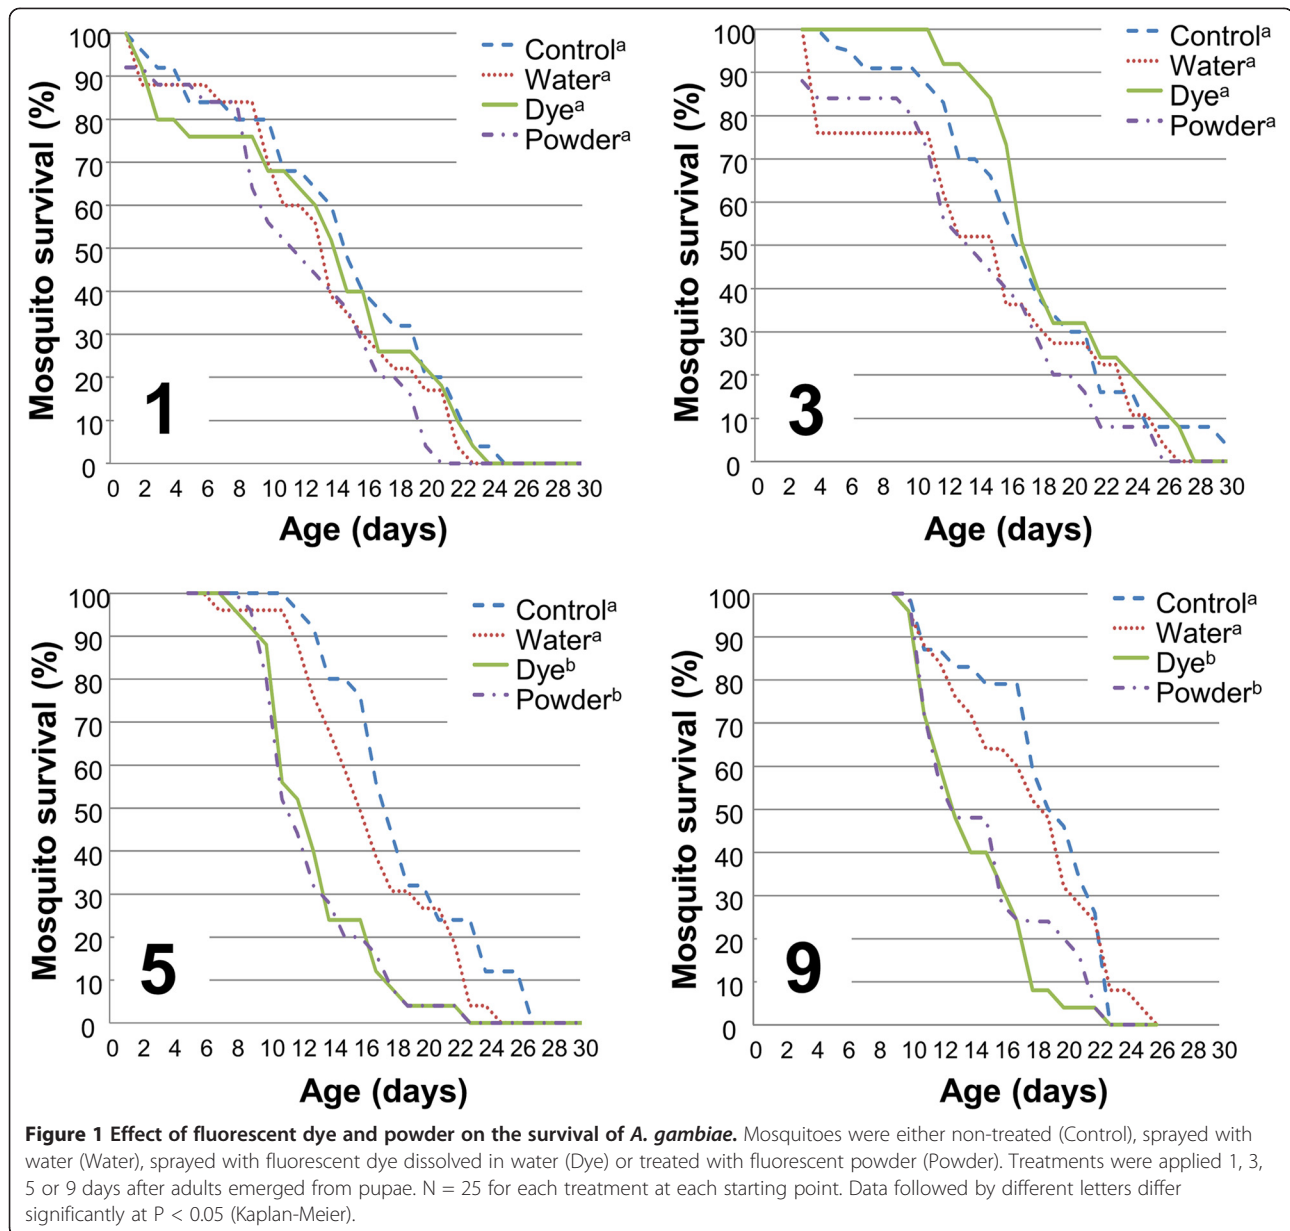 100
90
80
70
60
50
40
30
20
10
0
Mosquito survival (%)
Controlᵃ
Waterᵃ
Dyeᵃ
Powderᵃ
1
0 2 4 6 8 10 12 14 16 18 20 22 24 26 28 30
Age (days)
100
90
80
70
60
50
40
30
20
10
0
Mosquito survival (%)
Controlᵃ
Waterᵃ
Dyeᵃ
Powderᵃ
3
0 2 4 6 8 10 12 14 16 18 20 22 24 26 28 30
Age (days)
100
90
80
70
60
50
40
30
20
10
0
Mosquito survival (%)
Controlᵃ
Waterᵃ
Dyeᵇ
Powderᵇ
5
0 2 4 6 8 10 12 14 16 18 20 22 24 26 28 30
Age (days)
100
90
80
70
60
50
40
30
20
10
0
Mosquito survival (%)
Controlᵃ
Waterᵃ
Dyeᵇ
Powderᵇ
9
0 2 4 6 8 10 12 14 16 18 20 22 24 26 28 30
Age (days)
Figure 1 Effect of fluorescent dye and powder on the survival of A. gambiae. Mosquitoes were either non-treated (Control), sprayed with
water (Water), sprayed with fluorescent dye dissolved in water (Dye) or treated with fluorescent powder (Powder). Treatments were applied 1, 3,
5 or 9 days after adults emerged from pupae. N = 25 for each treatment at each starting point. Data followed by different letters differ
significantly at P < 0.05 (Kaplan-Meier).